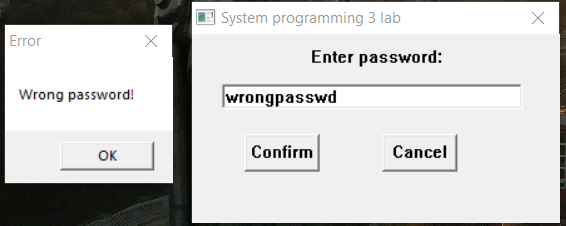 Error
Wrong password!
OK
System programming 3 lab
Enter password:
wrongpasswd
Confirm
Cancel